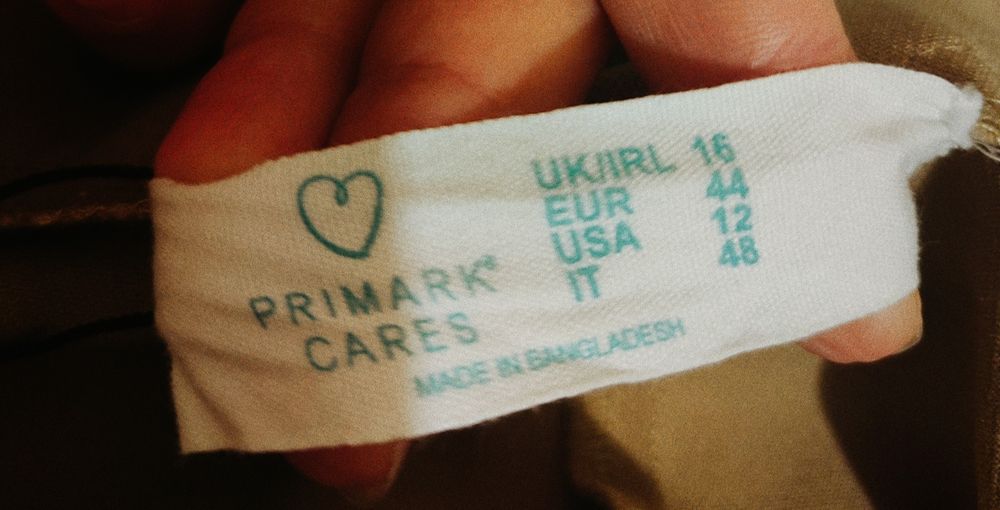 PRIMARK®
CARES
UK/IRL 16
EUR 44
USA 12
IT 48
MADE IN BANGLADESH